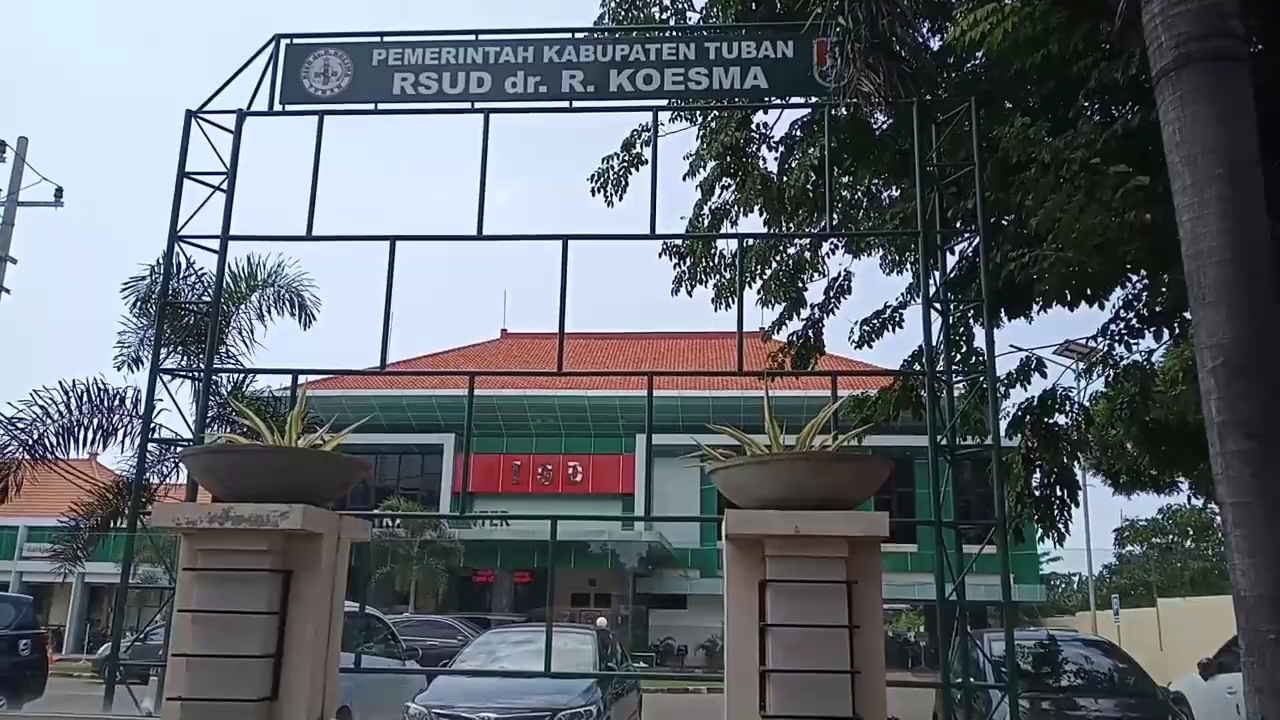 PEMERINTAH KABUPATEN TUBAN
RSUD dr. R. KOESMA
IGD